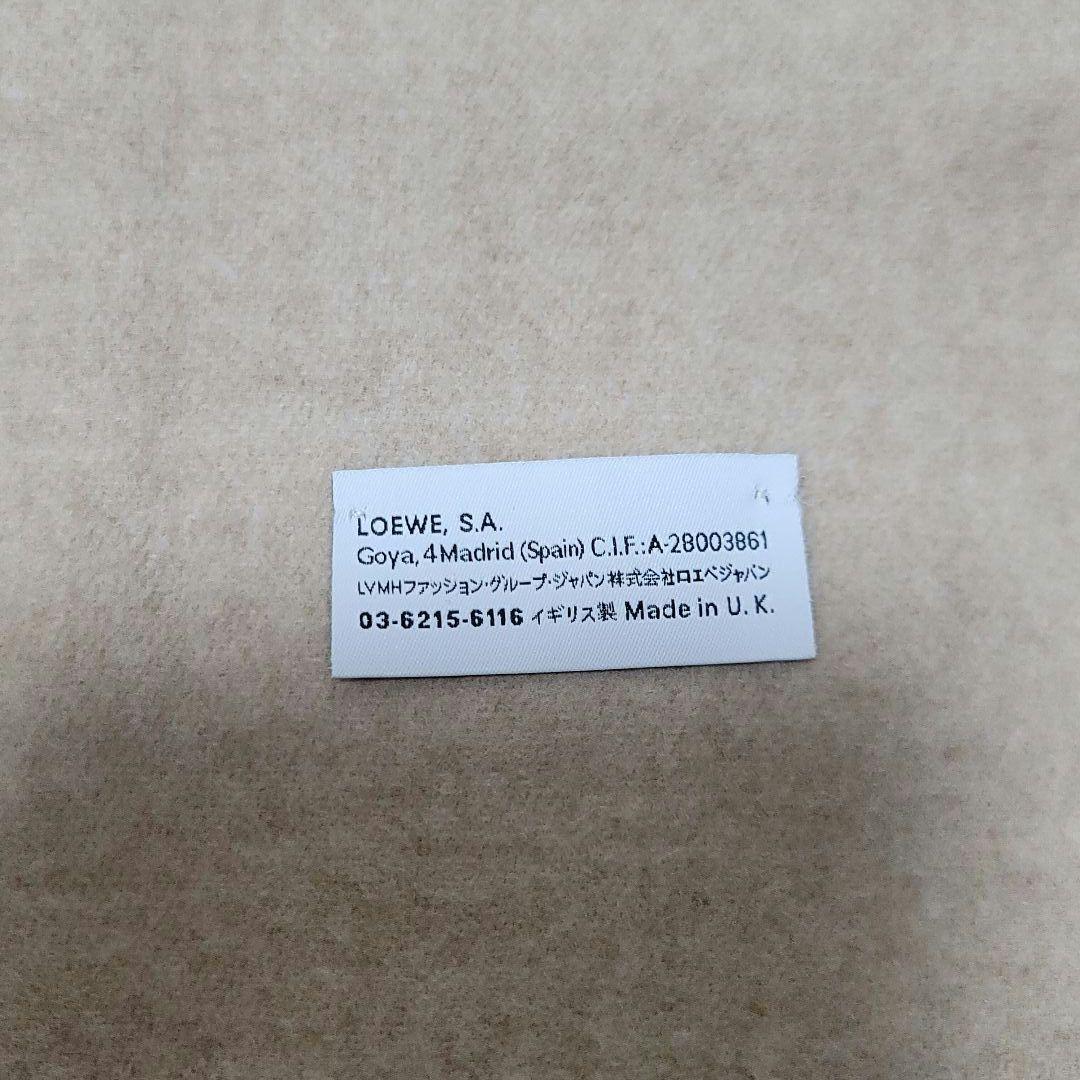 LOEWE, S.A.
Goya, 4 Madrid (Spain) C.I.F.: A-28003861
LVMHファッション・グループ・ジャパン株式会社ロエベジャパン
03-6215-6116 イギリス製 Made in U. K.